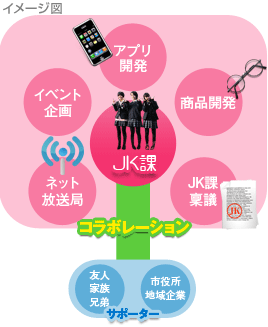 イメージ図
アプリ
開発
イベント
企画
商品開発
JK課
ネット
放送局
JK課
稟議
JK
コラボレーション
友人
家族
兄弟
市役所
地域企業
サポーター